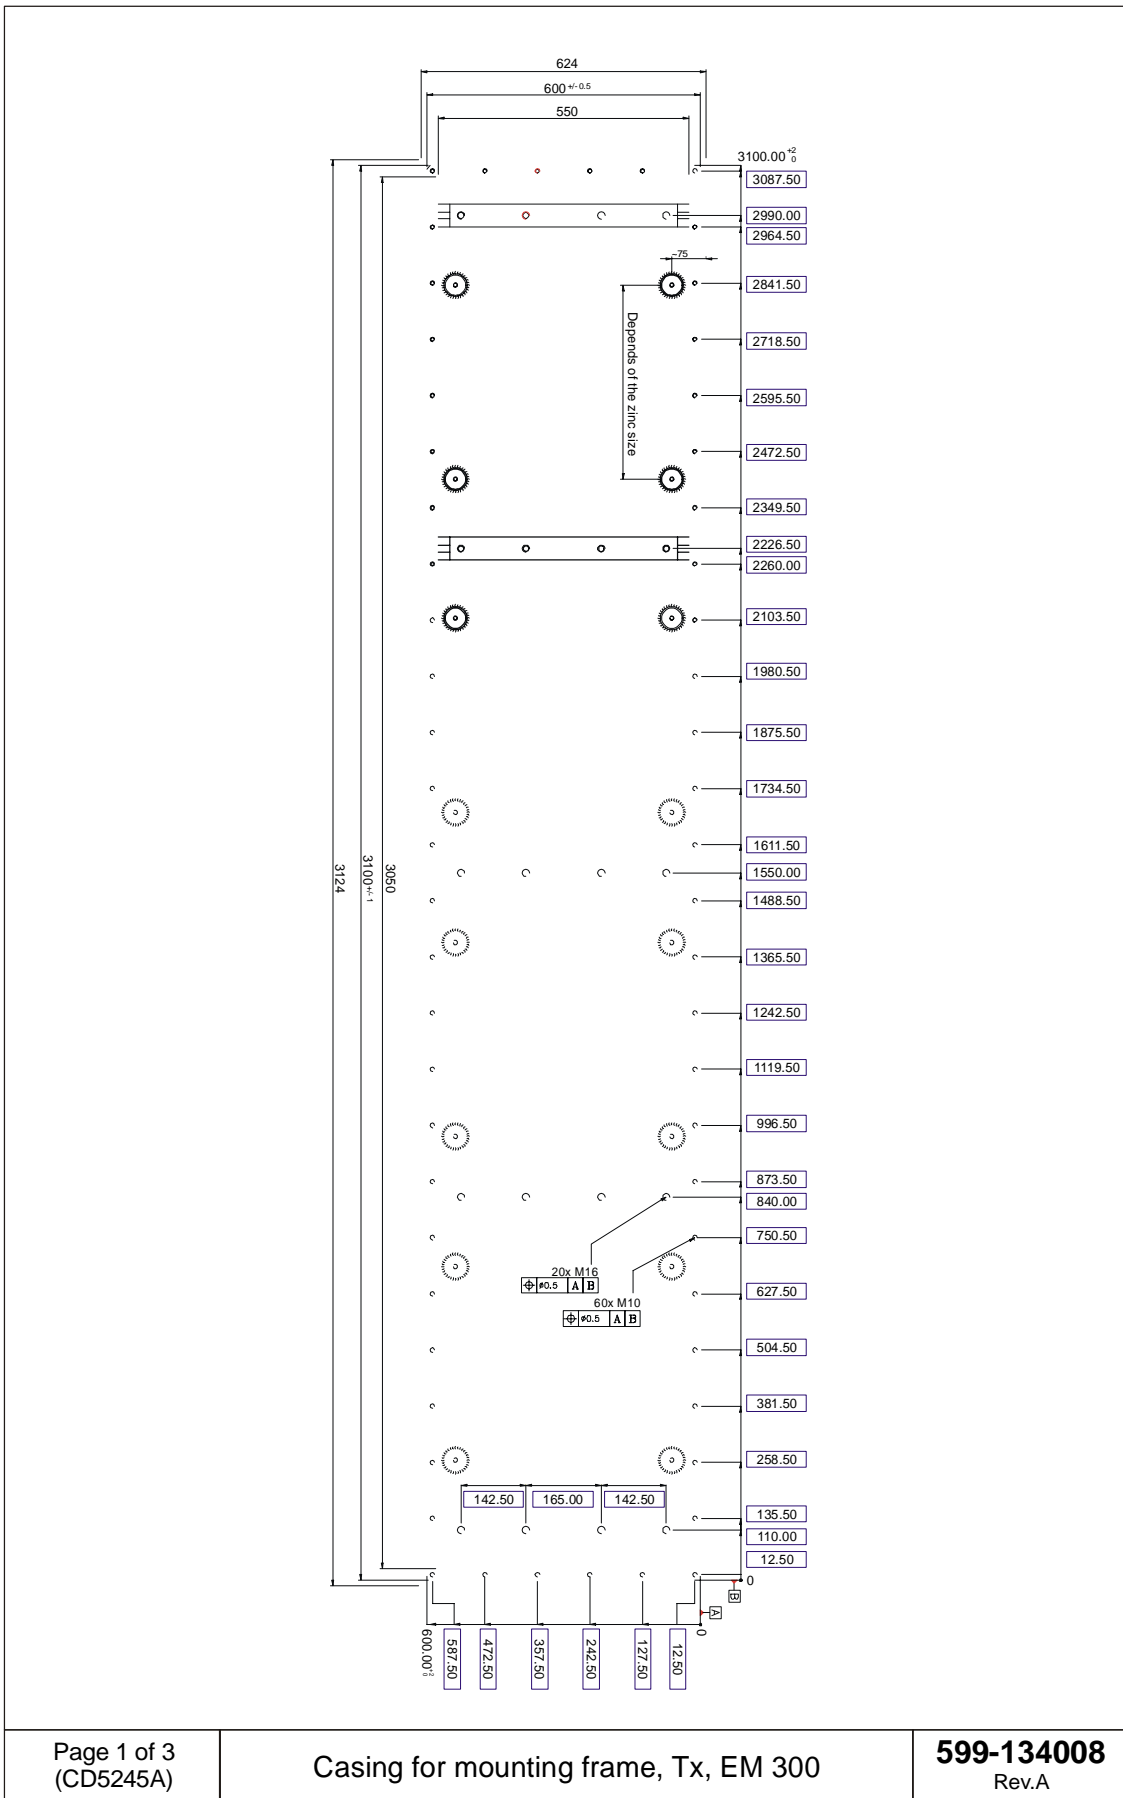 624
600 +/- 0.5
550
3100.00 +2 0
3087.50
2990.00
2964.50
~75
2841.50
Depends of the zinc size
2718.50
2595.50
2472.50
2349.50
2226.50
2260.00
2103.50
1980.50
1875.50
1734.50
1611.50
1550.00
3124
3100 +/- 1
3050
1488.50
1365.50
1242.50
1119.50
996.50
873.50
840.00
750.50
20x M16
⌖ ø0.5 A B
627.50
60x M10
⌖ ø0.5 A B
504.50
381.50
258.50
142.50 165.00 142.50
135.50
110.00
12.50
0
B
A
600.00 +2 0
587.50
472.50
357.50
242.50
127.50
12.50
0
Page 1 of 3
(CD5245A)
Casing for mounting frame, Tx, EM 300
599-134008
Rev.A